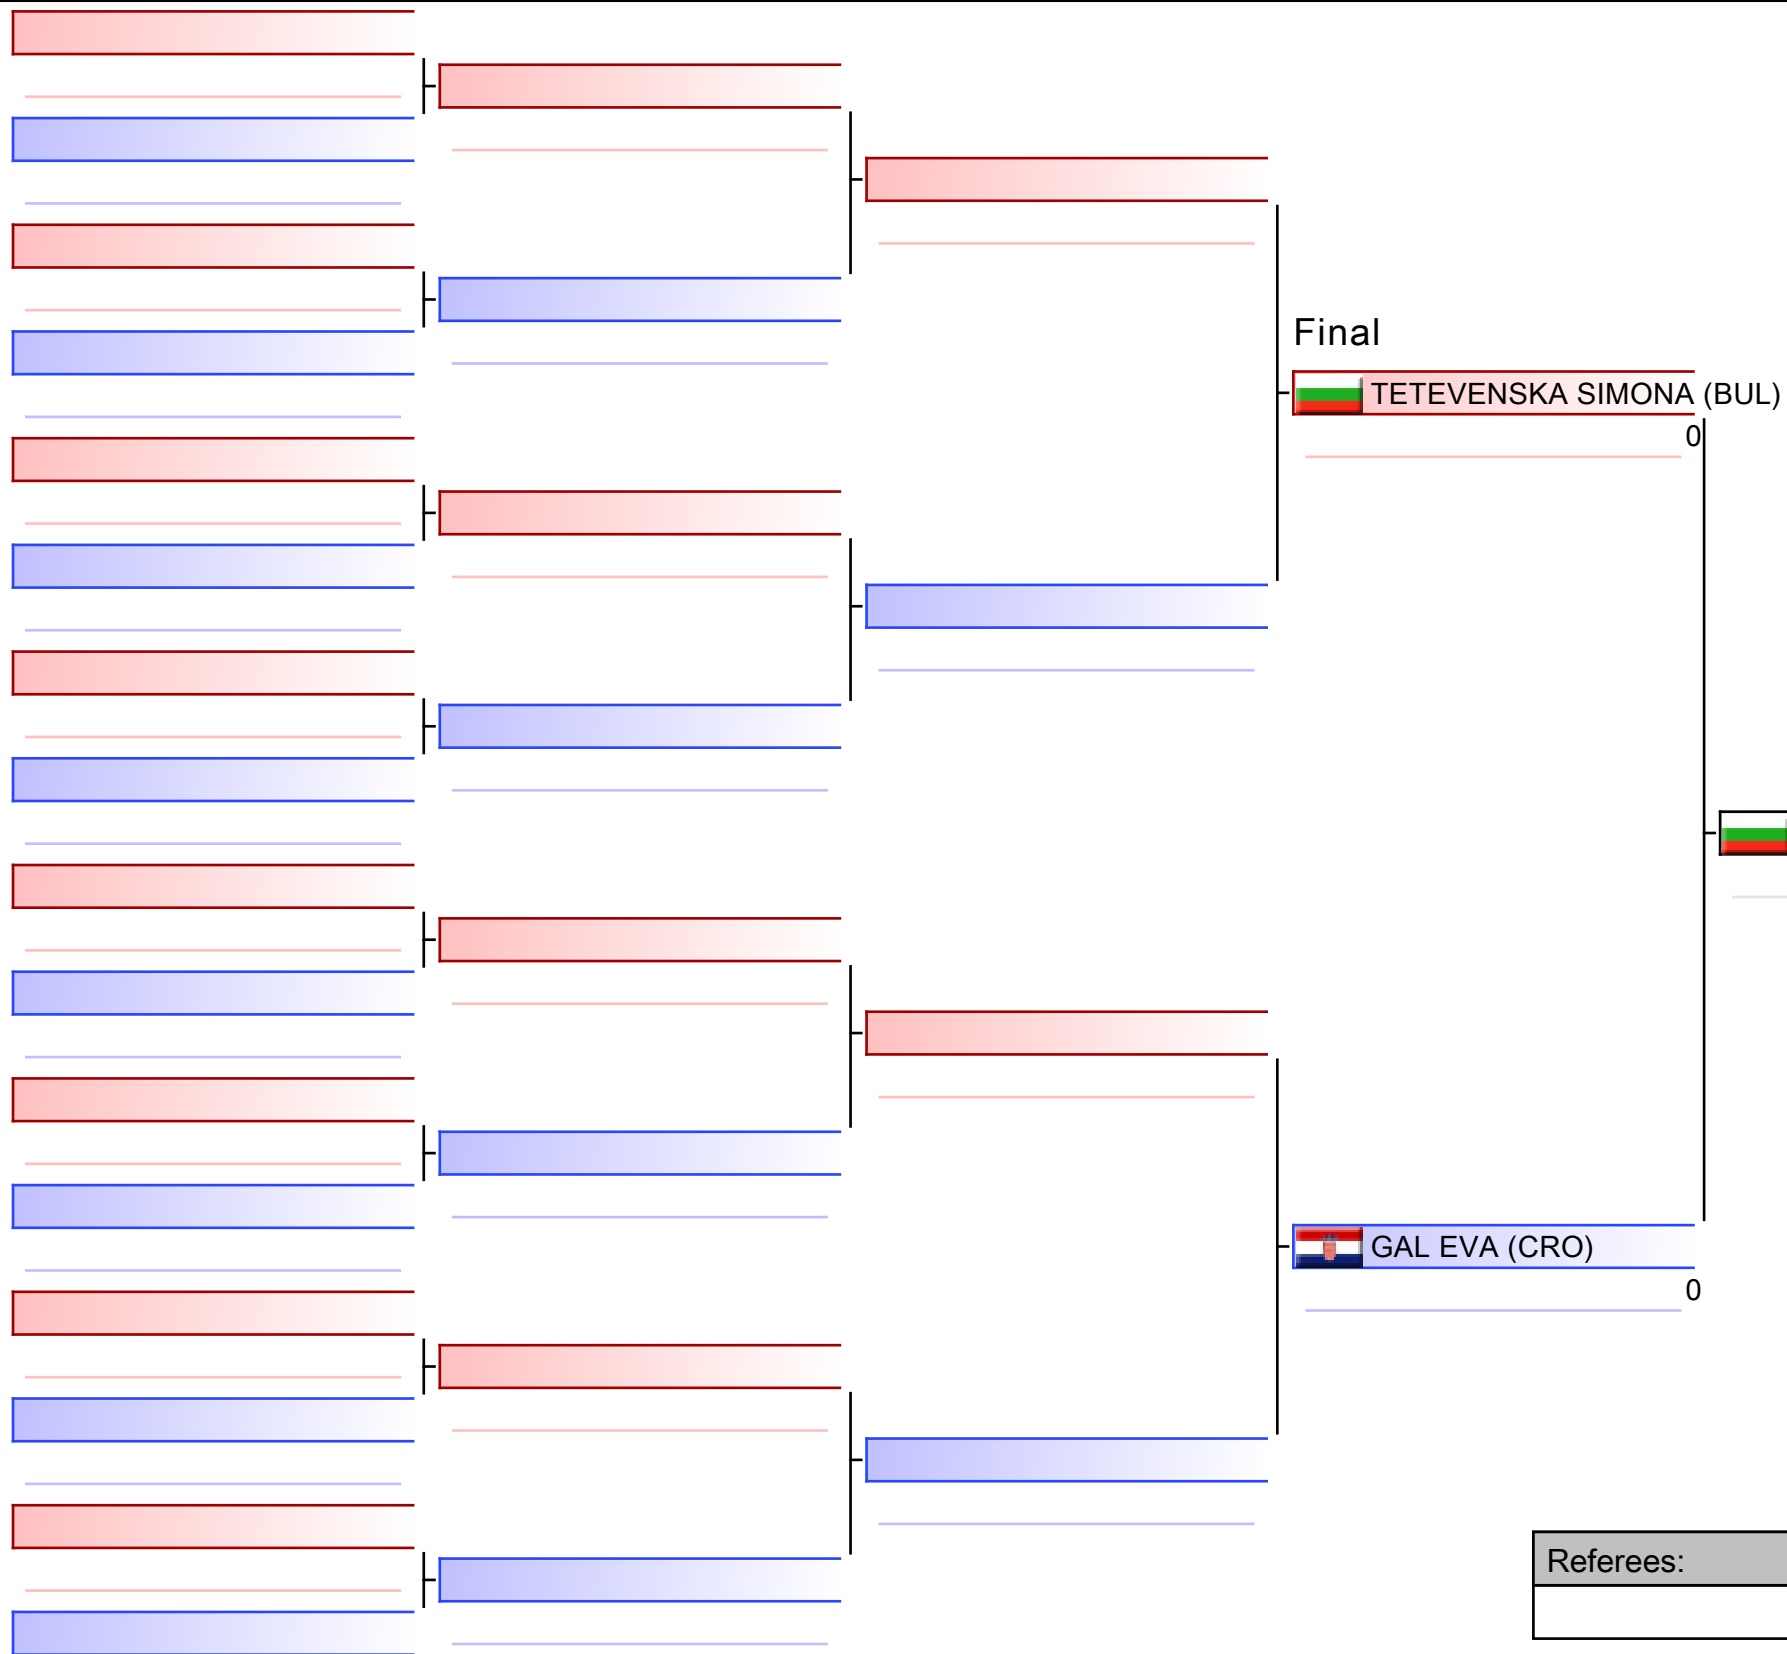 Final
TETEVENSKA SIMONA (BUL)
0
GAL EVA (CRO)
0
Referees: